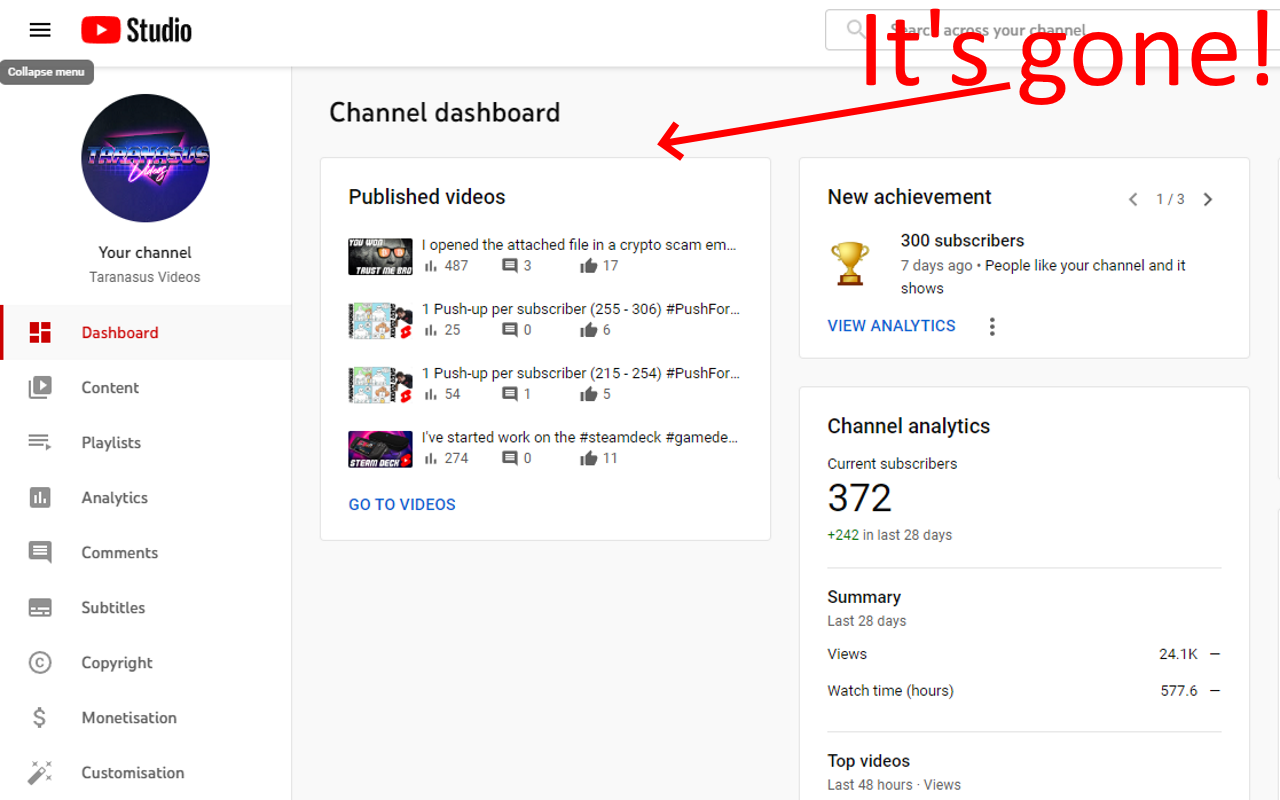 Studio
Search across your channel
It's gone!
Collapse menu
TARANASUS
Videos
Your channel
Taranasus Videos
Dashboard
Content
Playlists
Analytics
Comments
Subtitles
Copyright
Monetisation
Customisation
Channel dashboard
Published videos
YOU WON
TRUST ME BRO
I opened the attached file in a crypto scam em...
487 3 17
1 Push-up per subscriber (255 - 306) #PushFor...
25 0 6
1 Push-up per subscriber (215 - 254) #PushFor...
54 1 5
STEAM DECK
I've started work on the #steamdeck #gamede...
274 0 11
GO TO VIDEOS
New achievement
1 / 3
300 subscribers
7 days ago • People like your channel and it
shows
VIEW ANALYTICS
Channel analytics
Current subscribers
372
+242 in last 28 days
Summary
Last 28 days
Views 24.1K —
Watch time (hours) 577.6 —
Top videos
Last 48 hours · Views